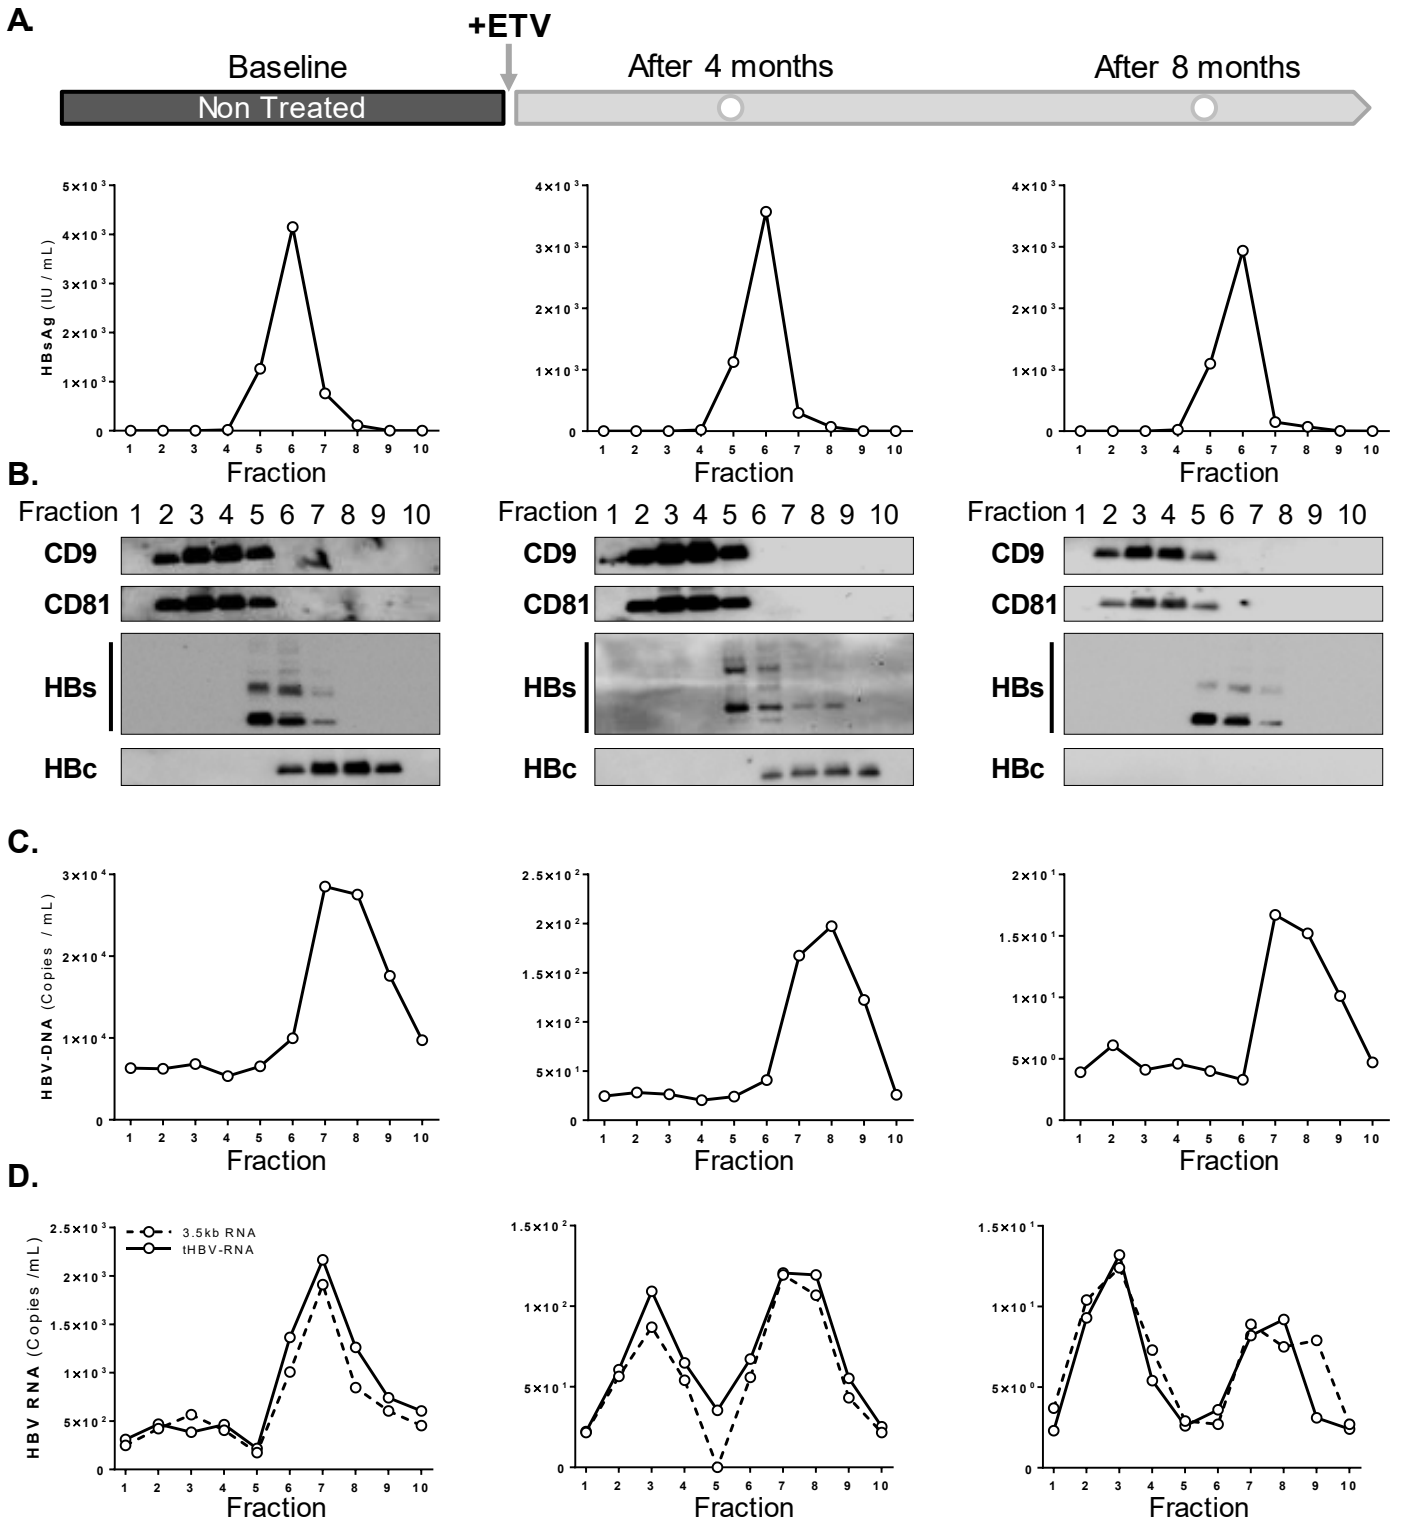 A.
+ETV
Baseline
After 4 months
After 8 months
Non Treated
HBsAg (IU / mL)
5×10³
4×10³
3×10³
2×10³
1×10³
0
1 2 3 4 5 6 7 8 9 10
Fraction
4×10³
3×10³
2×10³
1×10³
0
1 2 3 4 5 6 7 8 9 10
Fraction
4×10³
3×10³
2×10³
1×10³
0
1 2 3 4 5 6 7 8 9 10
Fraction
B.
Fraction 1 2 3 4 5 6 7 8 9 10
CD9
CD81
HBs
HBc
Fraction 1 2 3 4 5 6 7 8 9 10
CD9
CD81
HBs
HBc
Fraction 1 2 3 4 5 6 7 8 9 10
CD9
CD81
HBs
HBc
C.
HBV-DNA (Copies / mL)
3×10⁴
2×10⁴
1×10⁴
0
1 2 3 4 5 6 7 8 9 10
Fraction
2.5×10²
2×10²
1.5×10²
1×10²
5×10¹
0
1 2 3 4 5 6 7 8 9 10
Fraction
2×10¹
1.5×10¹
1×10¹
5×10⁰
0
1 2 3 4 5 6 7 8 9 10
Fraction
D.
HBV RNA (Copies /mL)
2.5×10³
2×10³
1.5×10³
1×10³
5×10²
0
3.5kb RNA
tHBV-RNA
1 2 3 4 5 6 7 8 9 10
Fraction
1.5×10²
1×10²
5×10¹
0
1 2 3 4 5 6 7 8 9 10
Fraction
1.5×10¹
1×10¹
5×10⁰
0
1 2 3 4 5 6 7 8 9 10
Fraction